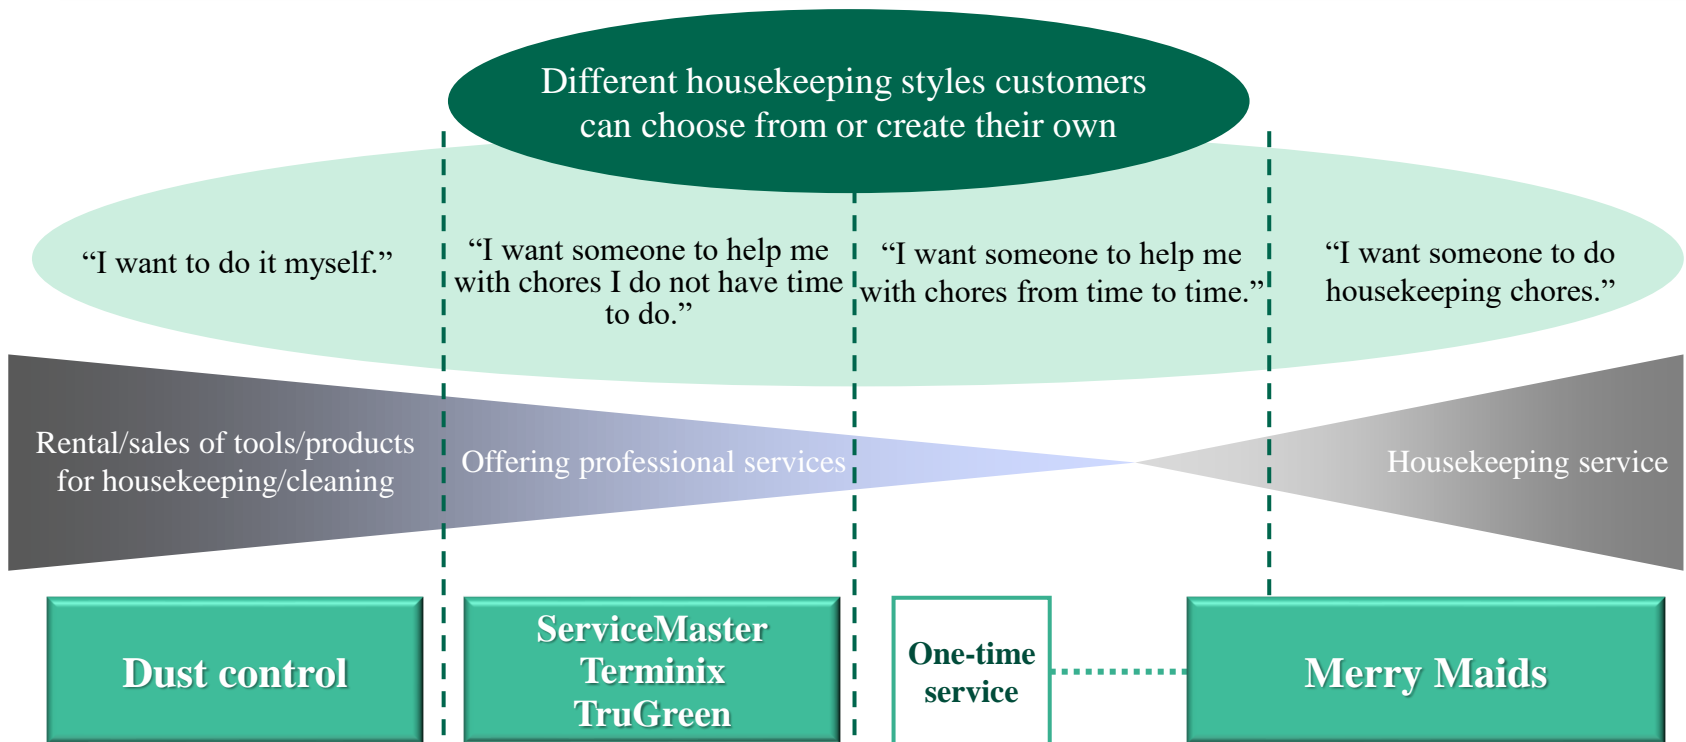 Different housekeeping styles customers
can choose from or create their own
“I want to do it myself.”
“I want someone to help me
with chores I do not have time
to do.”
“I want someone to help me
with chores from time to time.”
“I want someone to do
housekeeping chores.”
Rental/sales of tools/products
for housekeeping/cleaning
Offering professional services
Housekeeping service
Dust control
ServiceMaster
Terminix
TruGreen
One-time
service
Merry Maids